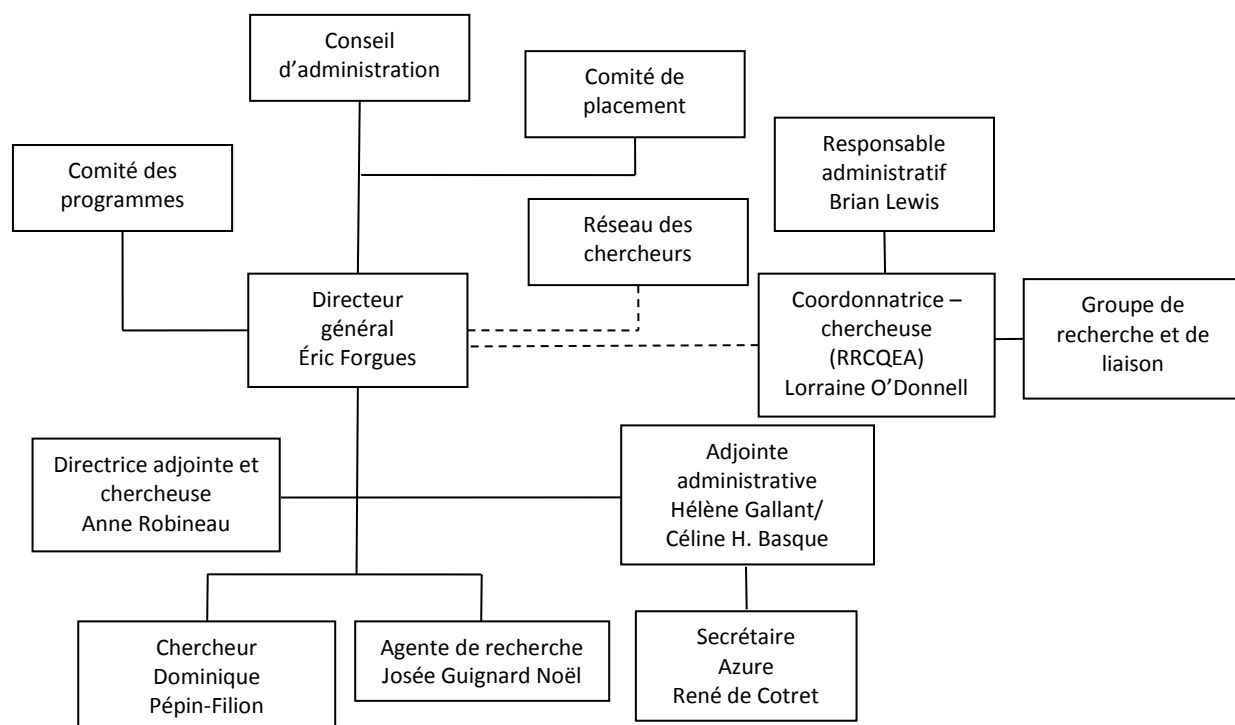 Conseil
d’administration
Comité de
placement
Responsable
administratif
Brian Lewis
Comité des
programmes
Réseau des
chercheurs
Directeur
général
Éric Forgues
Coordonnatrice –
chercheuse
(RRCQEA)
Lorraine O’Donnell
Groupe de
recherche et de
liaison
Directrice adjointe et
chercheuse
Anne Robineau
Adjointe
administrative
Hélène Gallant/
Céline H. Basque
Chercheur
Dominique
Pépin-Filion
Agente de recherche
Josée Guignard Noël
Secrétaire
Azure
René de Cotret